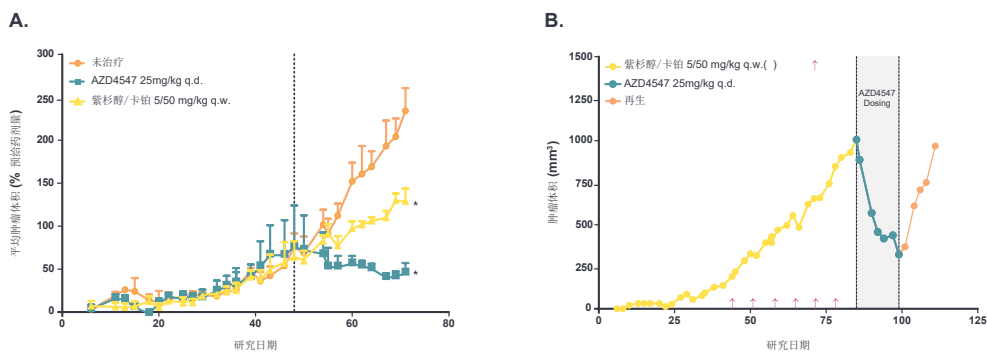 A.
300
250
200
150
100
50
0
平均肿瘤体积 (% 预给药剂量)
未治疗
AZD4547 25mg/kg q.d.
紫杉醇/卡铂 5/50 mg/kg q.w.
*
*
0
20
40
60
80
研究日期
B.
1500
1250
1000
750
500
250
0
肿瘤体积 (mm³)
紫杉醇/卡铂 5/50 mg/kg q.w.( )
AZD4547 25mg/kg q.d.
再生
AZD4547
Dosing
0
25
50
75
100
125
研究日期